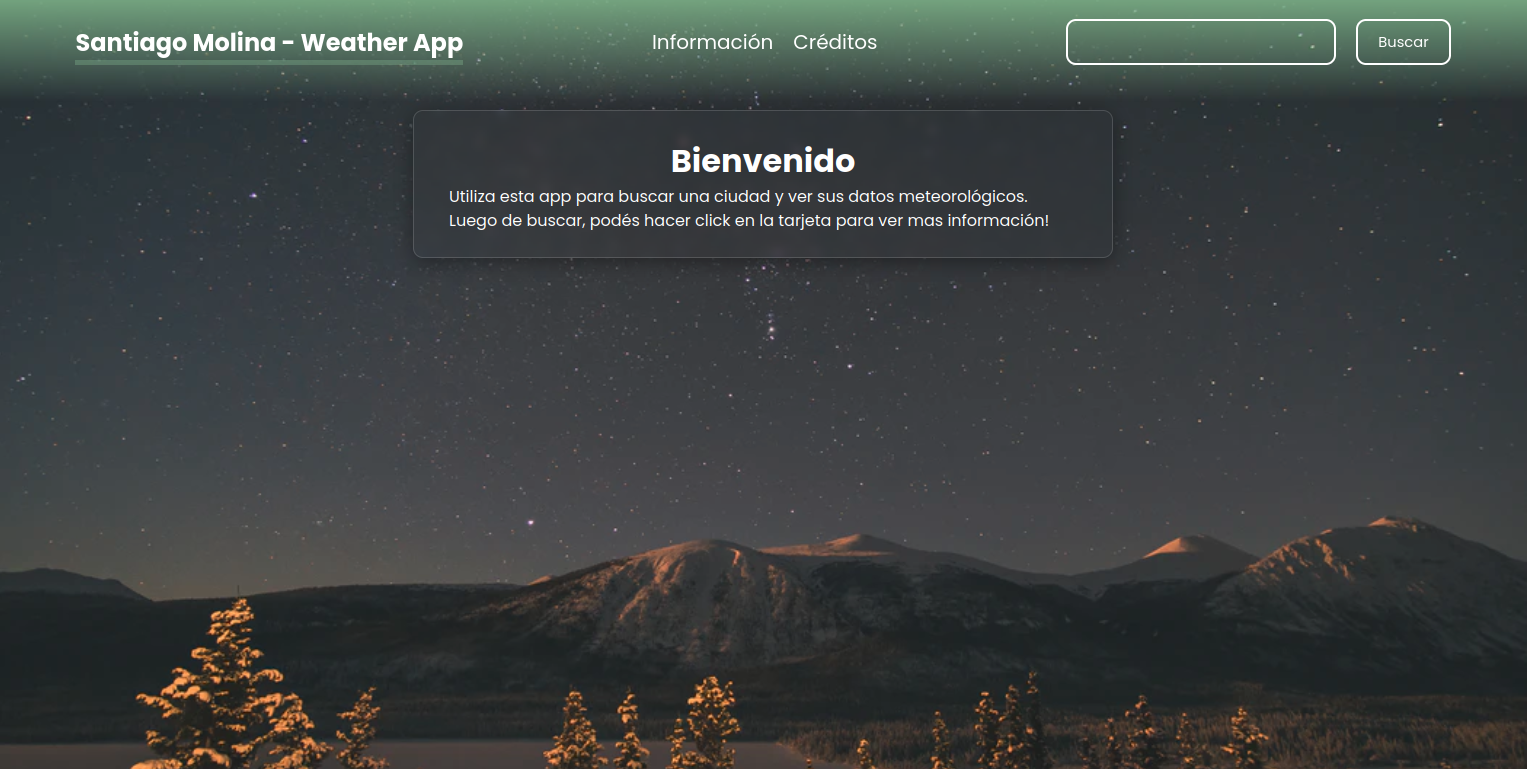 Santiago Molina - Weather App
Información
Créditos
Buscar
Bienvenido
Utiliza esta app para buscar una ciudad y ver sus datos meteorológicos.
Luego de buscar, podés hacer click en la tarjeta para ver mas información!